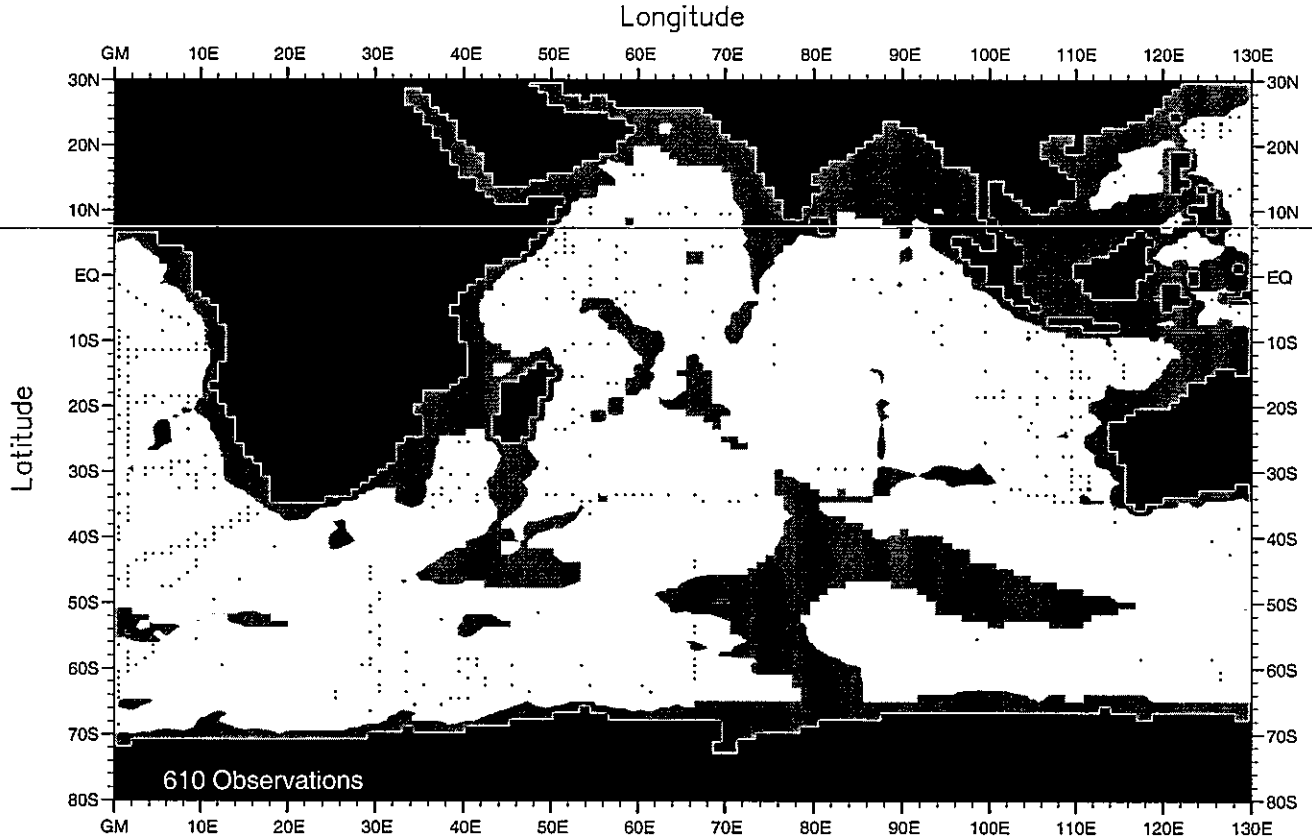 Longitude
GM 10E 20E 30E 40E 50E 60E 70E 80E 90E 100E 110E 120E 130E
30N 30N
20N 20N
10N 10N
EQ EQ
10S 10S
20S 20S
Latitude
30S 30S
40S 40S
50S 50S
60S 60S
70S 70S
610 Observations
80S 80S
GM 10E 20E 30E 40E 50E 60E 70E 80E 90E 100E 110E 120E 130E